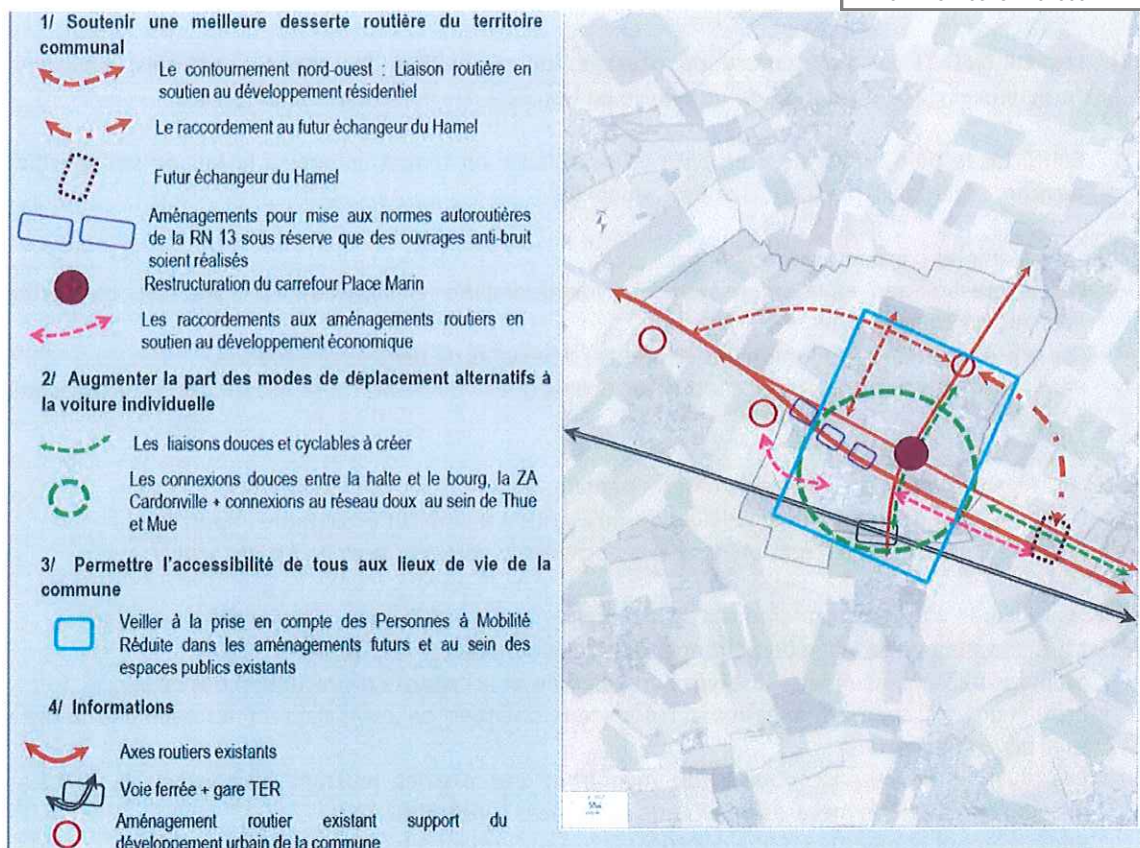 1/ Soutenir une meilleure desserte routière du territoire
communal
Le contournement nord-ouest : Liaison routière en
soutien au développement résidentiel
Le raccordement au futur échangeur du Hamel
Futur échangeur du Hamel
Aménagements pour mise aux normes autoroutières
de la RN 13 sous réserve que des ouvrages anti-bruit
soient réalisés
Restructuration du carrefour Place Marin
Les raccordements aux aménagements routiers en
soutien au développement économique
2/ Augmenter la part des modes de déplacement alternatifs à
la voiture individuelle
Les liaisons douces et cyclables à créer
Les connexions douces entre la halte et le bourg, la ZA
Cardonville + connexions au réseau doux au sein de Thue
et Mue
3/ Permettre l'accessibilité de tous aux lieux de vie de la
commune
Veiller à la prise en compte des Personnes à Mobilité
Réduite dans les aménagements futurs et au sein des
espaces publics existants
4/ Informations
Axes routiers existants
Voie ferrée + gare TER
Aménagement routier existant support du
développement urbain de la commune